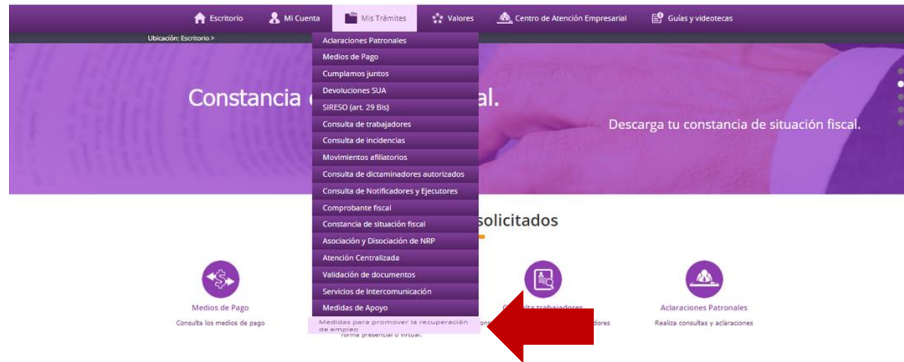 Escritorio
Mi Cuenta
Mis Trámites
Valores
Centro de Atención Empresarial
Guías y videotecas
Ubicación: Escritorio >
Aclaraciones Patronales
Medios de Pago
Cumplamos juntos
Devoluciones SUA
SIRESO (art. 29 Bis)
Consulta de trabajadores
Consulta de incidencias
Movimientos afiliatorios
Consulta de dictaminadores autorizados
Consulta de Notificadores y Ejecutores
Comprobante fiscal
Constancia de situación fiscal
Asociación y Disociación de NRP
Atención Centralizada
Validación de documentos
Servicios de Intercomunicación
Medidas de Apoyo
Medidas para promover la recuperación
de empleo
forma presencial o virtual.
Constancia
al.
Descarga tu constancia de situación fiscal.
solicitados
Medios de Pago
Consulta los medios de pago
trabajadores
Aclaraciones Patronales
Realiza consultas y aclaraciones